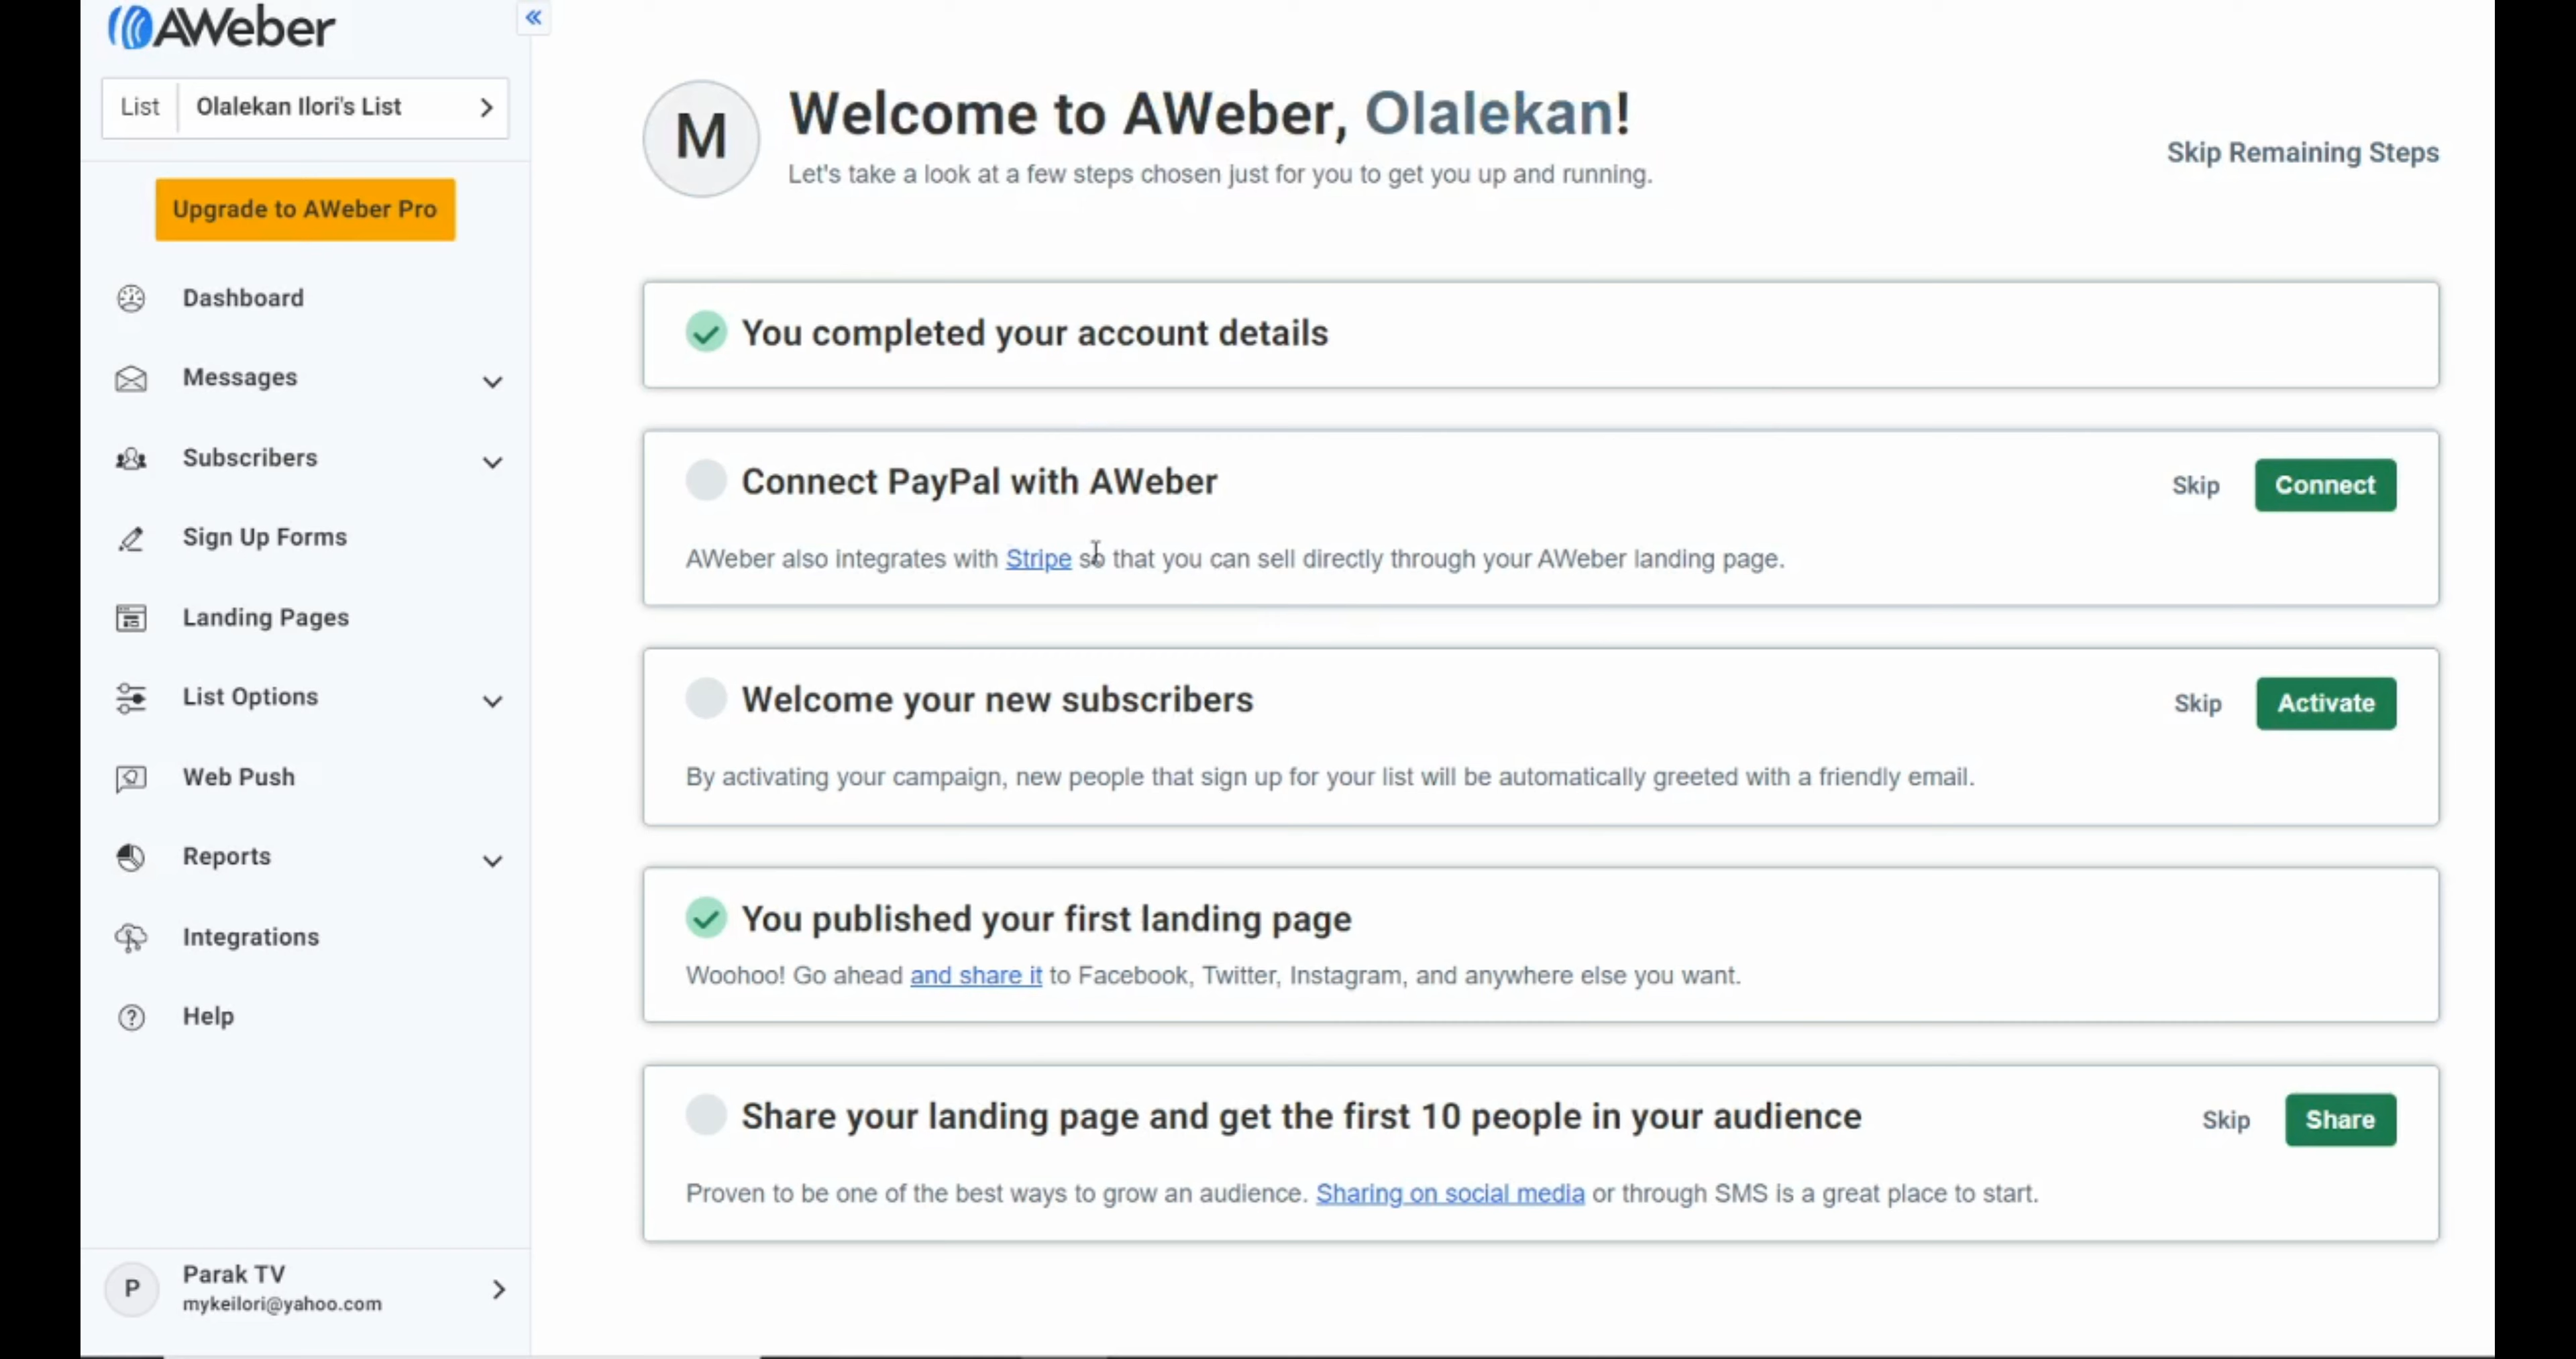 AWeber
List
Olalekan Ilori's List
Upgrade to AWeber Pro
Dashboard
Messages
Subscribers
Sign Up Forms
Landing Pages
List Options
Web Push
Reports
Integrations
Help
P
Parak TV
mykeilori@yahoo.com
M
Welcome to AWeber, Olalekan!
Let's take a look at a few steps chosen just for you to get you up and running.
Skip Remaining Steps
You completed your account details
Connect PayPal with AWeber
Skip
Connect
AWeber also integrates with Stripe so that you can sell directly through your AWeber landing page.
Welcome your new subscribers
Skip
Activate
By activating your campaign, new people that sign up for your list will be automatically greeted with a friendly email.
You published your first landing page
Woohoo! Go ahead and share it to Facebook, Twitter, Instagram, and anywhere else you want.
Share your landing page and get the first 10 people in your audience
Skip
Share
Proven to be one of the best ways to grow an audience. Sharing on social media or through SMS is a great place to start.